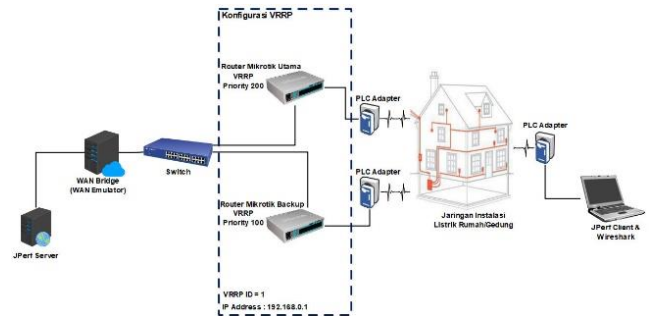 Konfigurasi VRRP
Router Mikrotik Utama
VRRP
Priority 200
PLC Adapter
PLC Adapter
WAN Bridge
(WAN Emulator)
Switch
PLC Adapter
Router Mikrotik Backup
VRRP
Priority 100
Jaringan Instalasi
Listrik Rumah/Gedung
JPerf Client &
Wireshark
JPerf Server
VRRP ID = 1
IP Address : 192.168.0.1